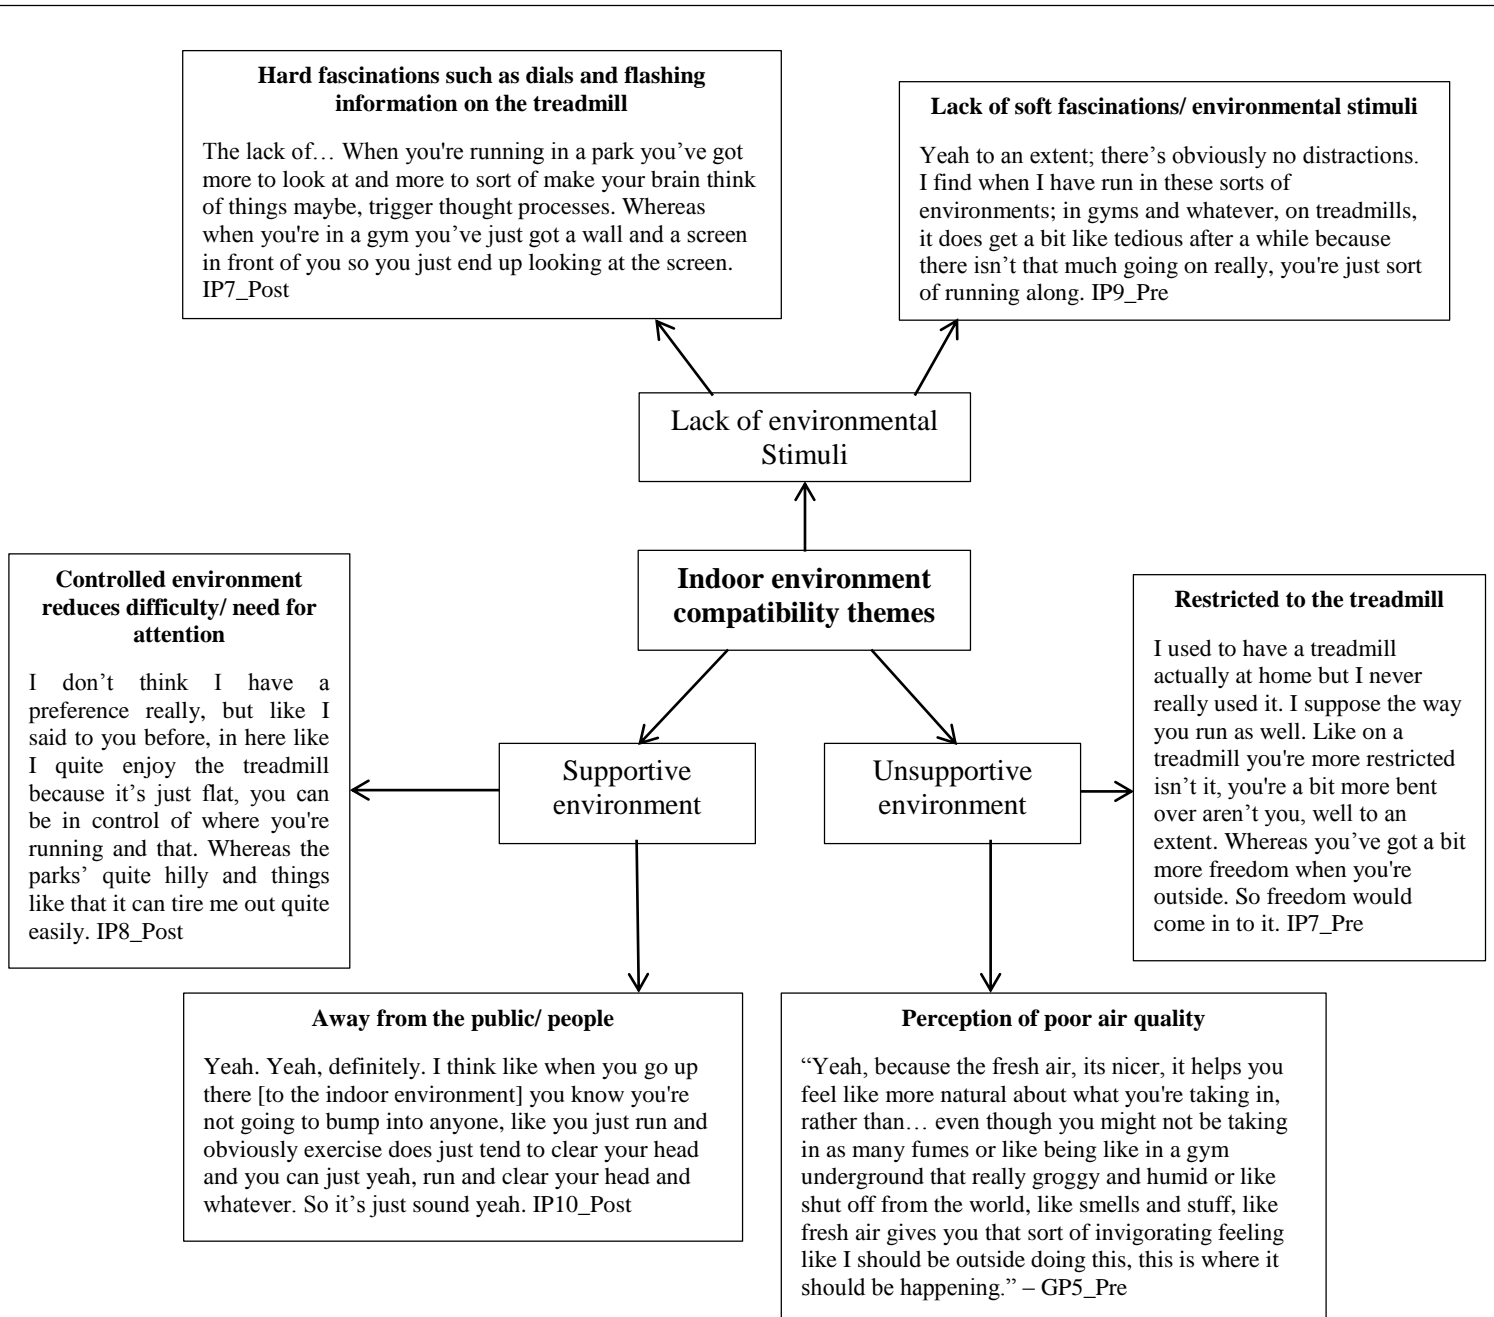 Hard fascinations such as dials and flashing
information on the treadmill
The lack of… When you're running in a park you’ve got
more to look at and more to sort of make your brain think
of things maybe, trigger thought processes. Whereas
when you're in a gym you’ve just got a wall and a screen
in front of you so you just end up looking at the screen.
IP7_Post
Lack of soft fascinations/ environmental stimuli
Yeah to an extent; there’s obviously no distractions.
I find when I have run in these sorts of
environments; in gyms and whatever, on treadmills,
it does get a bit like tedious after a while because
there isn’t that much going on really, you're just sort
of running along. IP9_Pre
Lack of environmental
Stimuli
Indoor environment
compatibility themes
Controlled environment
reduces difficulty/ need for
attention
I don’t think I have a
preference really, but like I
said to you before, in here like
I quite enjoy the treadmill
because it’s just flat, you can
be in control of where you're
running and that. Whereas the
parks’ quite hilly and things
like that it can tire me out quite
easily. IP8_Post
Supportive
environment
Unsupportive
environment
Restricted to the treadmill
I used to have a treadmill
actually at home but I never
really used it. I suppose the way
you run as well. Like on a
treadmill you're more restricted
isn’t it, you're a bit more bent
over aren’t you, well to an
extent. Whereas you’ve got a bit
more freedom when you're
outside. So freedom would
come in to it. IP7_Pre
Away from the public/ people
Yeah. Yeah, definitely. I think like when you go up
there [to the indoor environment] you know you're
not going to bump into anyone, like you just run and
obviously exercise does just tend to clear your head
and you can just yeah, run and clear your head and
whatever. So it’s just sound yeah. IP10_Post
Perception of poor air quality
“Yeah, because the fresh air, its nicer, it helps you
feel like more natural about what you're taking in,
rather than… even though you might not be taking
in as many fumes or like being like in a gym
underground that really groggy and humid or like
shut off from the world, like smells and stuff, like
fresh air gives you that sort of invigorating feeling
like I should be outside doing this, this is where it
should be happening.” – GP5_Pre